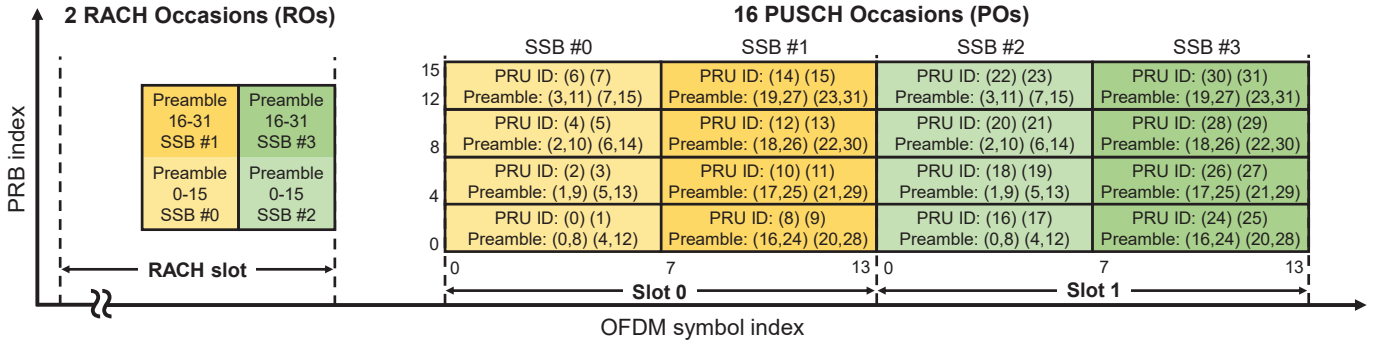 2 RACH Occasions (ROs)
16 PUSCH Occasions (POs)
PRB index
Preamble
16-31
SSB #1
Preamble
16-31
SSB #3
Preamble
0-15
SSB #0
Preamble
0-15
SSB #2
RACH slot
SSB #0
SSB #1
SSB #2
SSB #3
15
12
8
4
0
PRU ID: (6) (7)
Preamble: (3,11) (7,15)
PRU ID: (14) (15)
Preamble: (19,27) (23,31)
PRU ID: (22) (23)
Preamble: (3,11) (7,15)
PRU ID: (30) (31)
Preamble: (19,27) (23,31)
PRU ID: (4) (5)
Preamble: (2,10) (6,14)
PRU ID: (12) (13)
Preamble: (18,26) (22,30)
PRU ID: (20) (21)
Preamble: (2,10) (6,14)
PRU ID: (28) (29)
Preamble: (18,26) (22,30)
PRU ID: (2) (3)
Preamble: (1,9) (5,13)
PRU ID: (10) (11)
Preamble: (17,25) (21,29)
PRU ID: (18) (19)
Preamble: (1,9) (5,13)
PRU ID: (26) (27)
Preamble: (17,25) (21,29)
PRU ID: (0) (1)
Preamble: (0,8) (4,12)
PRU ID: (8) (9)
Preamble: (16,24) (20,28)
PRU ID: (16) (17)
Preamble: (0,8) (4,12)
PRU ID: (24) (25)
Preamble: (16,24) (20,28)
0
7
13
0
7
13
Slot 0
Slot 1
OFDM symbol index